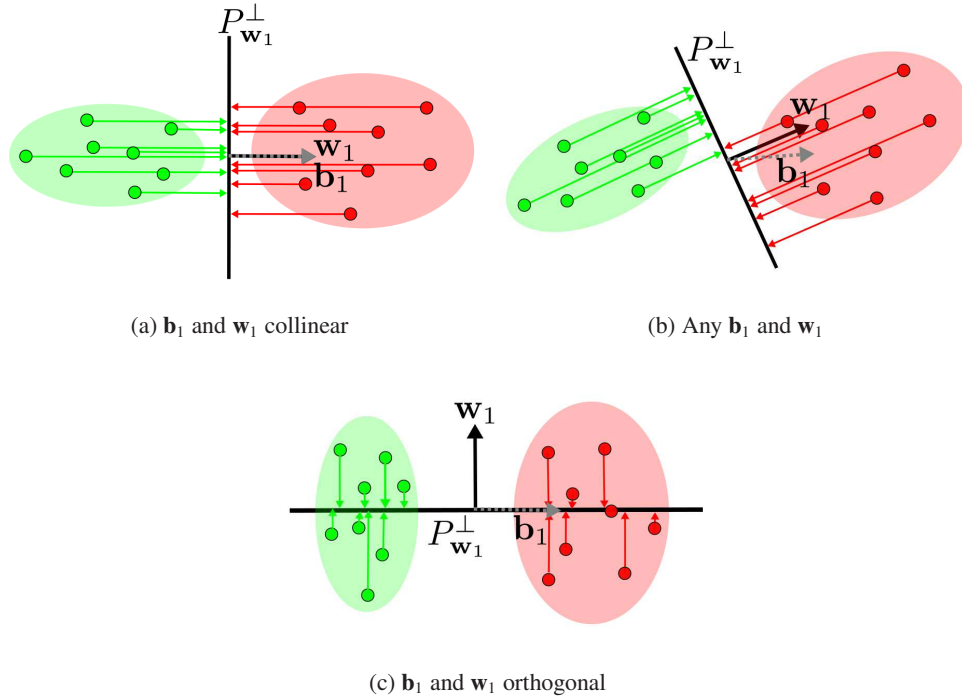 P⊥w₁
w₁
b₁
(a) b₁ and w₁ collinear
P⊥w₁
w₁
b₁
(b) Any b₁ and w₁
w₁
P⊥w₁
b₁
(c) b₁ and w₁ orthogonal